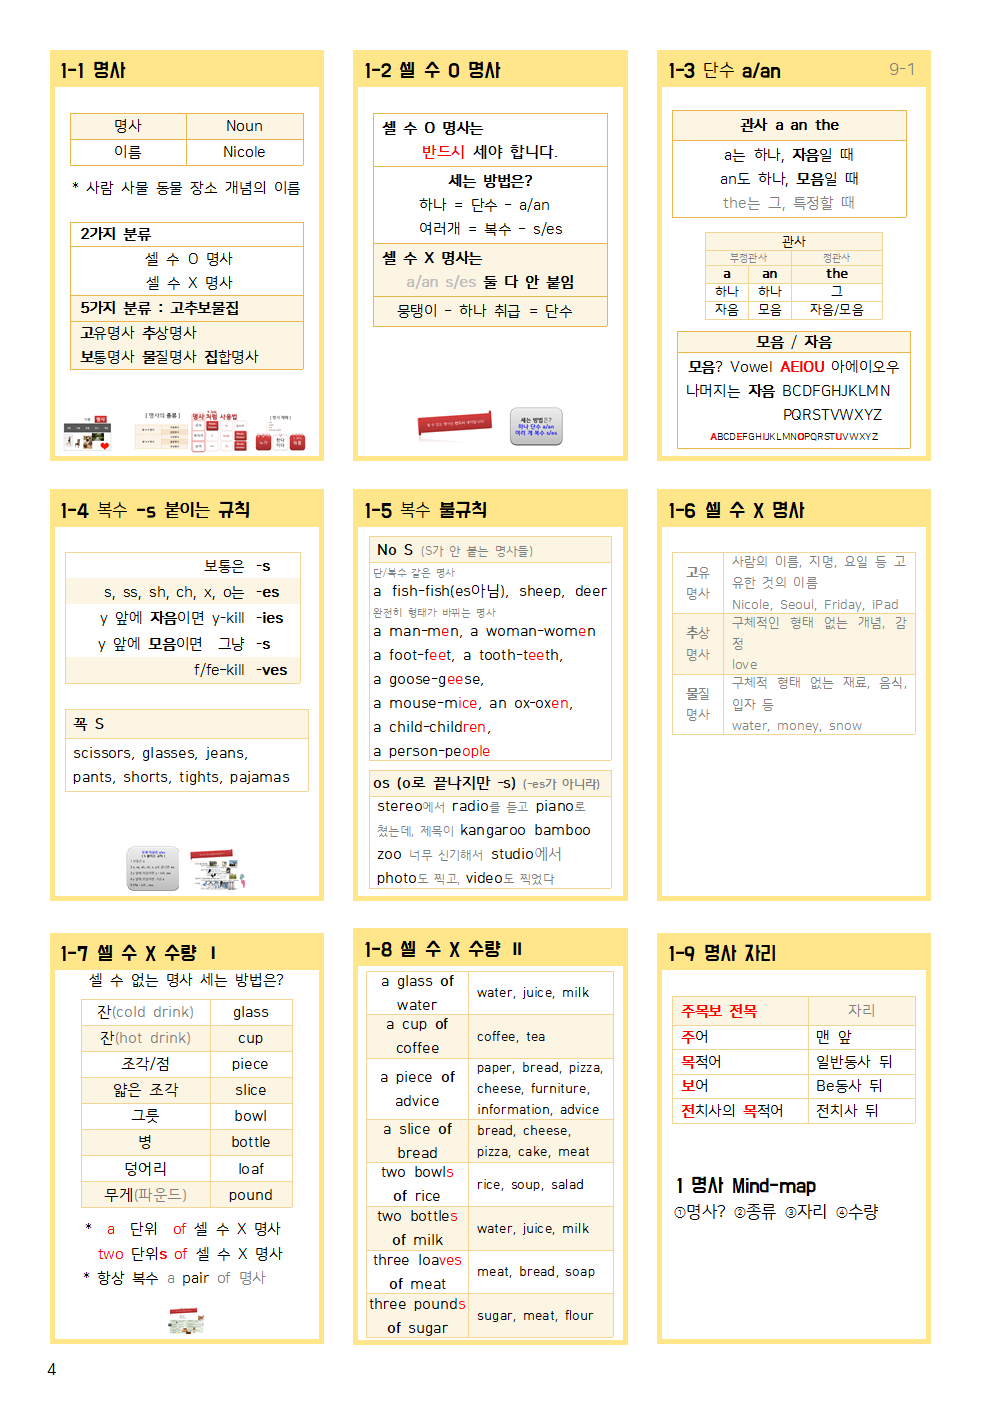 1-1 명사
명사 Noun
이름 Nicole
* 사람 사물 동물 장소 개념의 이름
2가지 분류
셀 수 O 명사
셀 수 X 명사
5가지 분류 : 고추보물집
고유명사 추상명사
보통명사 물질명사 집합명사
[ 명사의 종류 ]
명사처럼 사용법
1-2 셀 수 O 명사
셀 수 O 명사는
반드시 세야 합니다.
세는 방법은?
하나 = 단수 - a/an
여러개 = 복수 - s/es
셀 수 X 명사는
a/an s/es 둘 다 안 붙임
뭉탱이 - 하나 취급 = 단수
세는 방법은?
하나 단수 a/an
여러 개 복수 s/es
1-3 단수 a/an 9-1
관사 a an the
a는 하나, 자음일 때
an도 하나, 모음일 때
the는 그, 특정할 때
관사
부정관사 정관사
a an the
하나 하나 그
자음 모음 자음/모음
모음 / 자음
모음? Vowel AEIOU 아에이오우
나머지는 자음 BCDFGHJKLMN
PQRSTVWXYZ
ABCDEFGHIJKLMNOPQRSTUVWXYZ
1-4 복수 -s 붙이는 규칙
보통은 -s
s, ss, sh, ch, x, o는 -es
y 앞에 자음이면 y-kill -ies
y 앞에 모음이면 그냥 -s
f/fe-kill -ves
꼭 S
scissors, glasses, jeans,
pants, shorts, tights, pajamas
1-5 복수 불규칙
No S (S가 안 붙는 명사들)
단/복수 같은 명사
a fish-fish(es아님), sheep, deer
완전히 형태가 바뀌는 명사
a man-men, a woman-women
a foot-feet, a tooth-teeth,
a goose-geese,
a mouse-mice, an ox-oxen,
a child-children,
a person-people
os (o로 끝나지만 -s) (-es가 아니라)
stereo에서 radio를 듣고 piano로
쳤는데, 제목이 kangaroo bamboo
zoo 너무 신기해서 studio에서
photo도 찍고, video도 찍었다
1-6 셀 수 X 명사
고유 명사 사람의 이름, 지명, 요일 등 고
유한 것의 이름
Nicole, Seoul, Friday, iPad
추상 명사 구체적인 형태 없는 개념, 감
정
love
물질 명사 구체적 형태 없는 재료, 음식,
입자 등
water, money, snow
1-7 셀 수 X 수량 Ⅰ
셀 수 없는 명사 세는 방법은?
잔(cold drink) glass
잔(hot drink) cup
조각/점 piece
얇은 조각 slice
그릇 bowl
병 bottle
덩어리 loaf
무게(파운드) pound
* a 단위 of 셀 수 X 명사
two 단위s of 셀 수 X 명사
* 항상 복수 a pair of 명사
1-8 셀 수 X 수량 Ⅱ
a glass of
water water, juice, milk
a cup of
coffee coffee, tea
a piece of
advice paper, bread, pizza,
cheese, furniture,
information, advice
a slice of
bread bread, cheese,
pizza, cake, meat
two bowls
of rice rice, soup, salad
two bottles
of milk water, juice, milk
three loaves
of meat meat, bread, soap
three pounds
of sugar sugar, meat, flour
1-9 명사 자리
주목보 전목 자리
주어 맨 앞
목적어 일반동사 뒤
보어 Be동사 뒤
전치사의 목적어 전치사 뒤
1 명사 Mind-map
①명사? ②종류 ③자리 ④수량
4